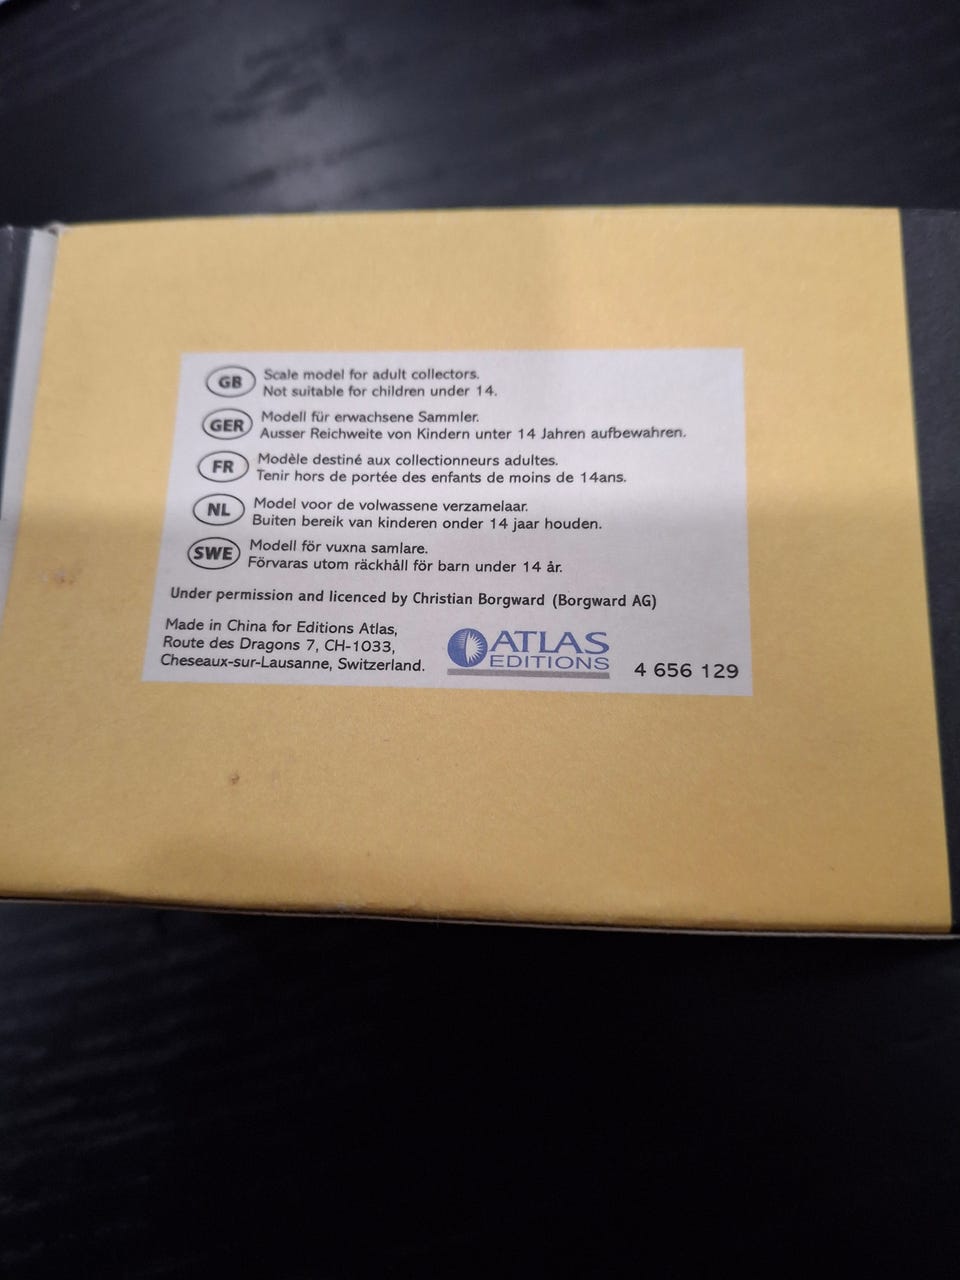 GB Scale model for adult collectors.
Not suitable for children under 14.
GER Modell für erwachsene Sammler.
Ausser Reichweite von Kindern unter 14 Jahren aufbewahren.
FR Modèle destiné aux collectionneurs adultes.
Tenir hors de portée des enfants de moins de 14ans.
NL Model voor de volwassene verzamelaar.
Buiten bereik van kinderen onder 14 jaar houden.
SWE Modell för vuxna samlare.
Förvaras utom räckhåll för barn under 14 år.
Under permission and licenced by Christian Borgward (Borgward AG)
Made in China for Editions Atlas,
Route des Dragons 7, CH-1033,
Cheseaux-sur-Lausanne, Switzerland.
ATLAS
EDITIONS
4 656 129